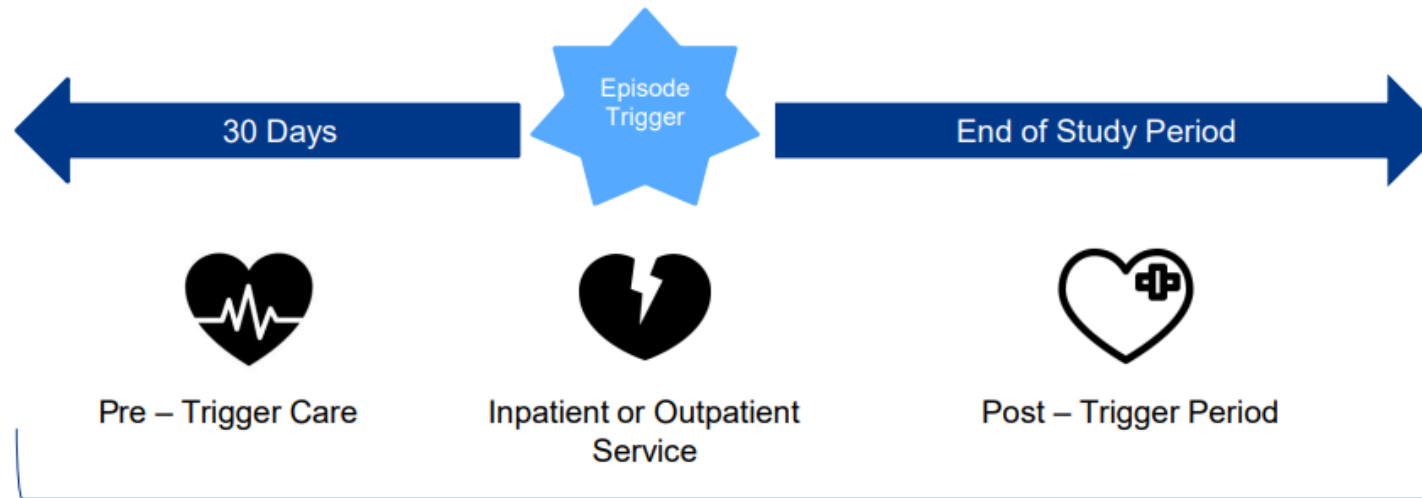 Episode
Trigger
30 Days
End of Study Period
Pre – Trigger Care
Inpatient or Outpatient
Service
Post – Trigger Period